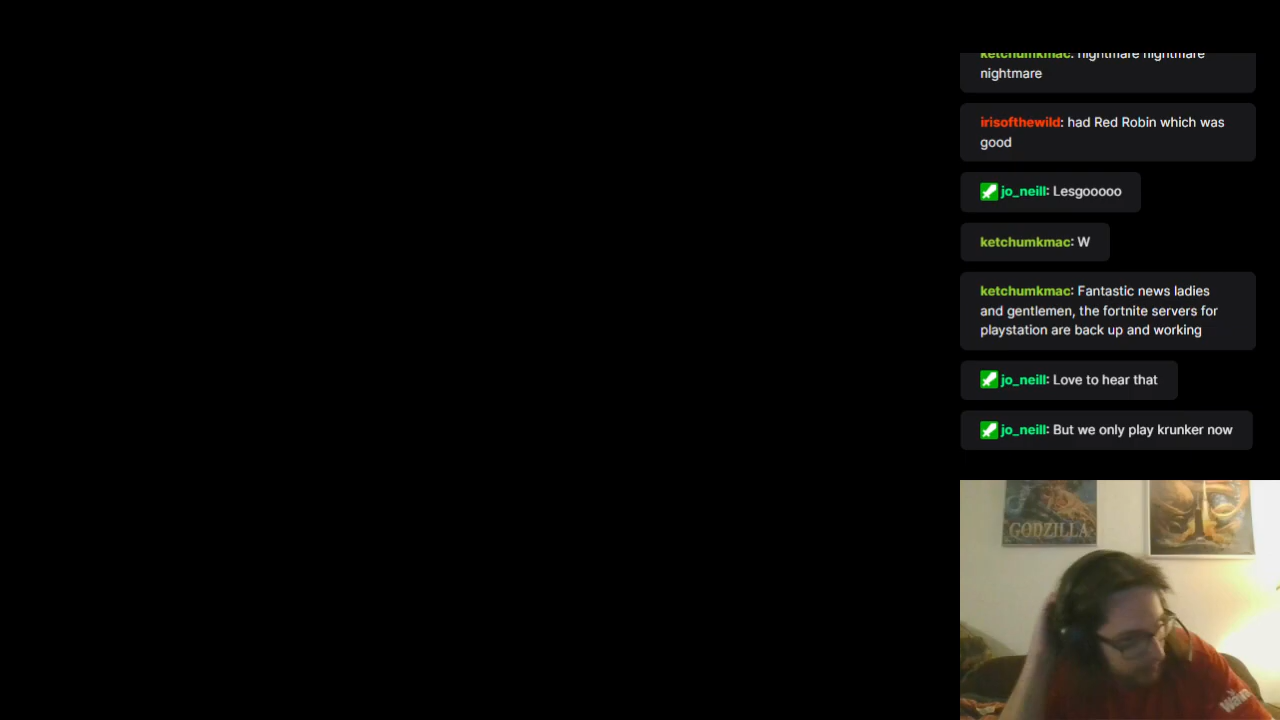 ketchumkmac: nightmare nightmare
nightmare
irisofthewild: had Red Robin which was
good
jo_neill: Lesgooooo
ketchumkmac: W
ketchumkmac: Fantastic news ladies
and gentlemen, the fortnite servers for
playstation are back up and working
jo_neill: Love to hear that
jo_neill: But we only play krunker now
GODZILLA